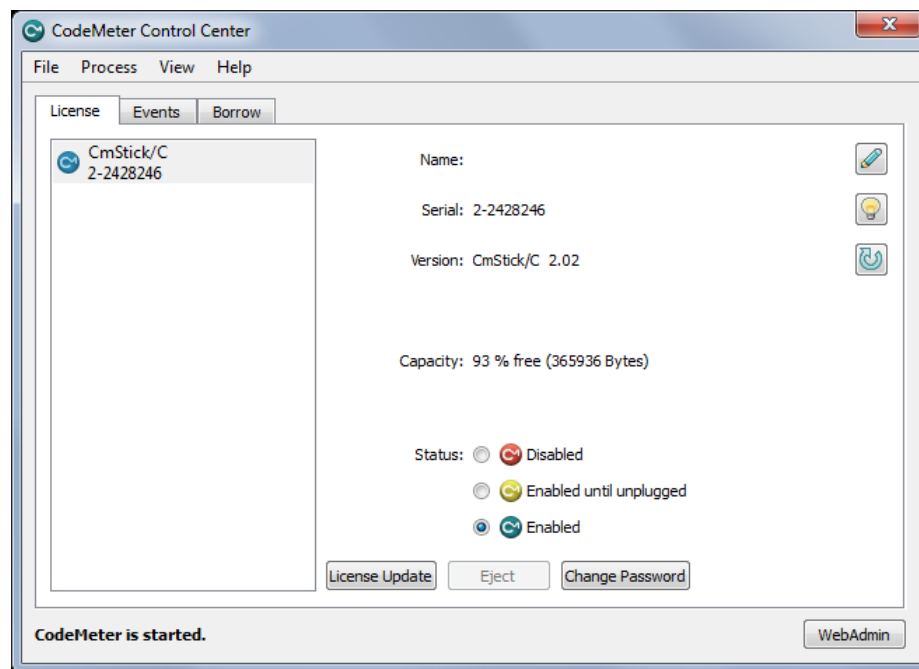 CodeMeter Control Center
File Process View Help
License Events Borrow
CmStick/C
2-2428246
Name:
Serial: 2-2428246
Version: CmStick/C 2.02
Capacity: 93 % free (365936 Bytes)
Status: Disabled
Enabled until unplugged
Enabled
License Update Eject Change Password
CodeMeter is started. WebAdmin